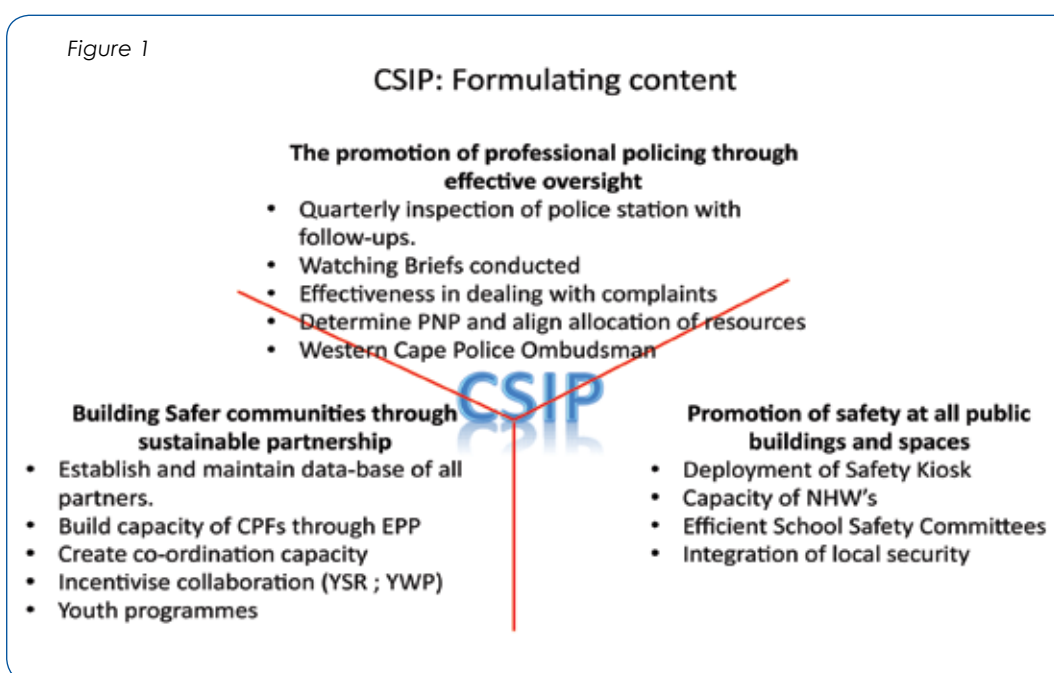 Figure 1
CSIP: Formulating content
The promotion of professional policing through
effective oversight
• Quarterly inspection of police station with
follow-ups.
• Watching Briefs conducted
• Effectiveness in dealing with complaints
• Determine PNP and align allocation of resources
• Western Cape Police Ombudsman
CSIP
Building Safer communities through
sustainable partnership
• Establish and maintain data-base of all
partners.
• Build capacity of CPFs through EPP
• Create co-ordination capacity
• Incentivise collaboration (YSR ; YWP)
• Youth programmes
Promotion of safety at all public
buildings and spaces
• Deployment of Safety Kiosk
• Capacity of NHW's
• Efficient School Safety Committees
• Integration of local security